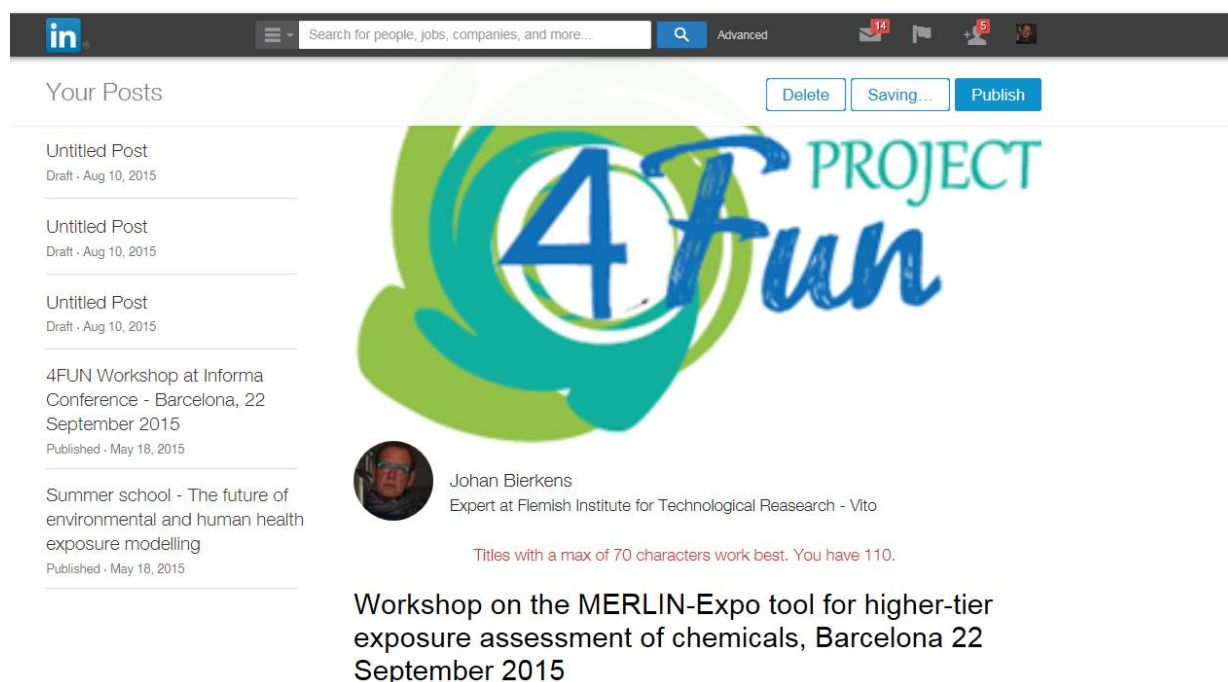 in
Search for people, jobs, companies, and more...
Advanced
14
5
Your Posts
Delete
Saving...
Publish
Untitled Post
Draft - Aug 10, 2015
Untitled Post
Draft - Aug 10, 2015
Untitled Post
Draft - Aug 10, 2015
4FUN Workshop at Informa
Conference - Barcelona, 22
September 2015
Published - May 18, 2015
Summer school - The future of
environmental and human health
exposure modelling
Published - May 18, 2015
PROJECT
4Fun
Johan Bierkens
Expert at Flemish Institute for Technological Reasearch - Vito
Titles with a max of 70 characters work best. You have 110.
Workshop on the MERLIN-Expo tool for higher-tier
exposure assessment of chemicals, Barcelona 22
September 2015